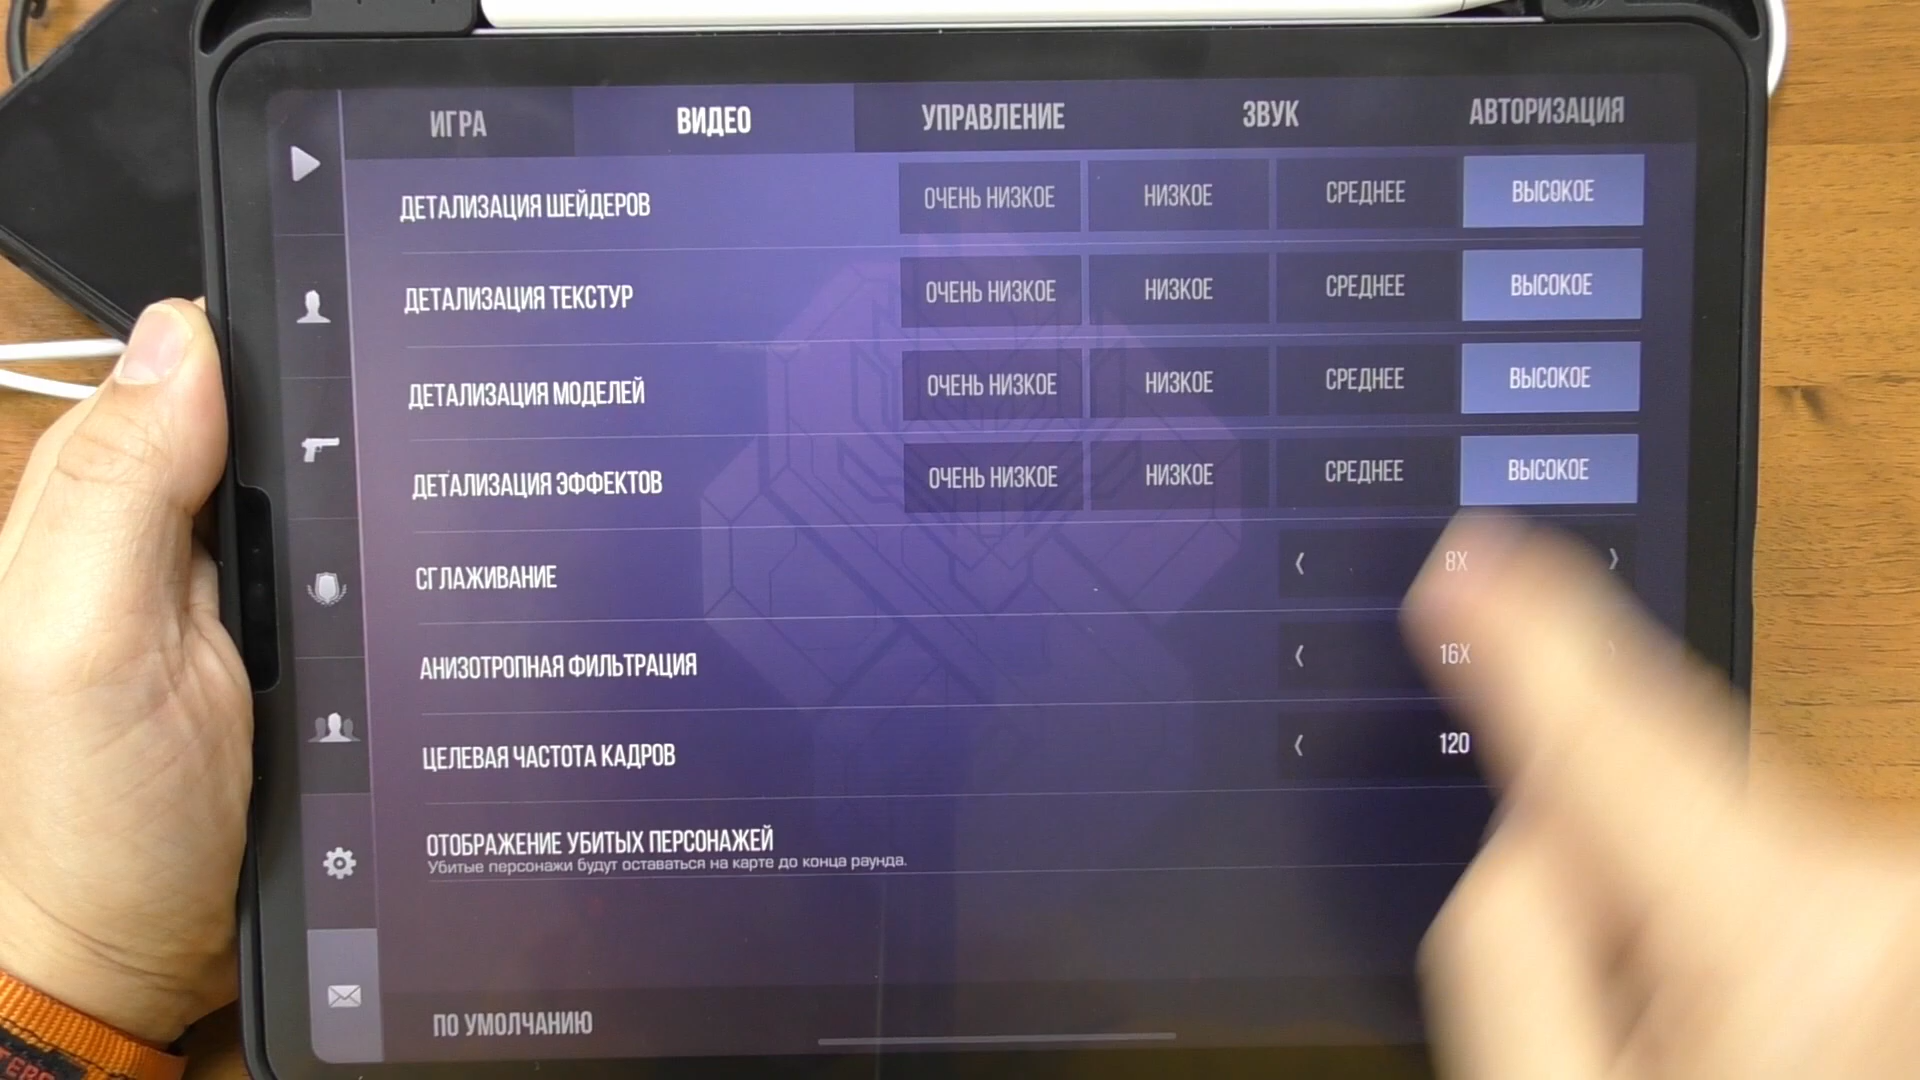 ИГРА ВИДЕО УПРАВЛЕНИЕ ЗВУК АВТОРИЗАЦИЯ
ДЕТАЛИЗАЦИЯ ШЕЙДЕРОВ ОЧЕНЬ НИЗКОЕ НИЗКОЕ СРЕДНЕЕ ВЫСОКОЕ
ДЕТАЛИЗАЦИЯ ТЕКСТУР ОЧЕНЬ НИЗКОЕ НИЗКОЕ СРЕДНЕЕ ВЫСОКОЕ
ДЕТАЛИЗАЦИЯ МОДЕЛЕЙ ОЧЕНЬ НИЗКОЕ НИЗКОЕ СРЕДНЕЕ ВЫСОКОЕ
ДЕТАЛИЗАЦИЯ ЭФФЕКТОВ ОЧЕНЬ НИЗКОЕ НИЗКОЕ СРЕДНЕЕ ВЫСОКОЕ
СГЛАЖИВАНИЕ 8X
АНИЗОТРОПНАЯ ФИЛЬТРАЦИЯ 16X
ЦЕЛЕВАЯ ЧАСТОТА КАДРОВ 120
ОТОБРАЖЕНИЕ УБИТЫХ ПЕРСОНАЖЕЙ
Убитые персонажи будут оставаться на карте до конца раунда.
ПО УМОЛЧАНИЮ